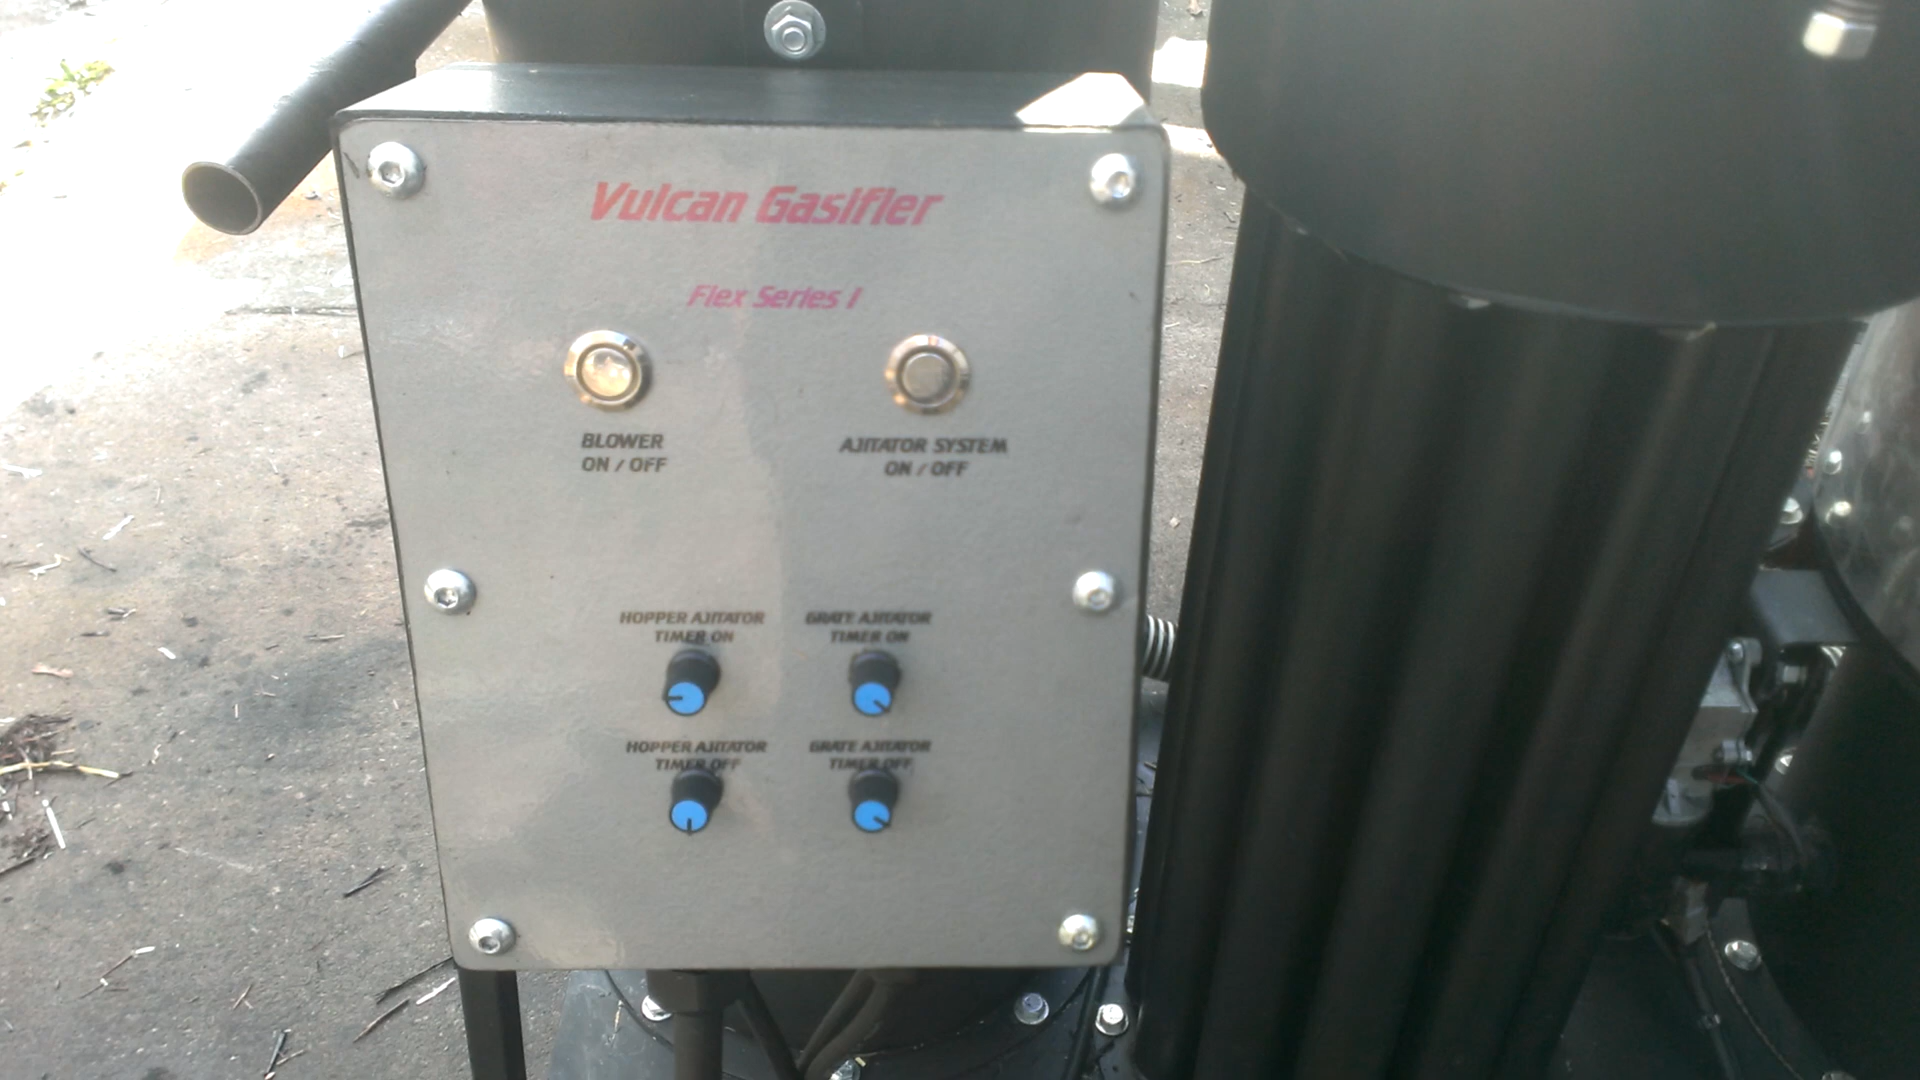 Vulcan Gasifier
Flex Series I
BLOWER
ON / OFF
AJITATOR SYSTEM
ON / OFF
HOPPER AJITATOR
TIMER ON
GRATE AJITATOR
TIMER ON
HOPPER AJITATOR
TIMER OFF
GRATE AJITATOR
TIMER OFF